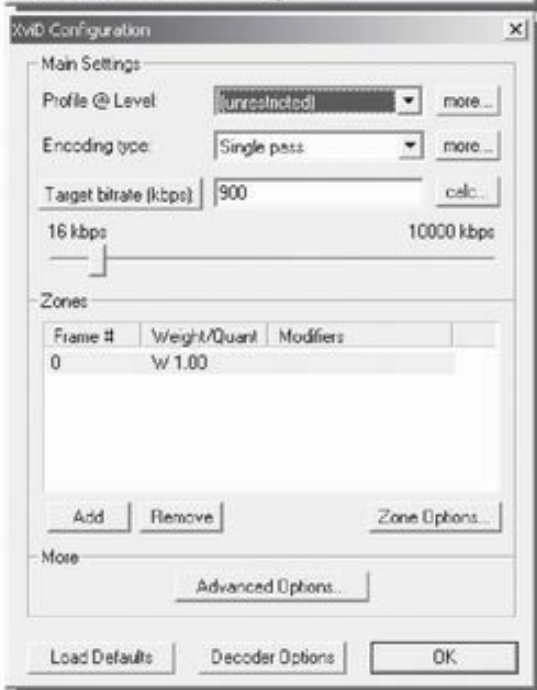 XviD Configuration
Main Settings
Profile @ Level: (unrestricted) more...
Encoding type: Single pass more...
Target bitrate (kbps): 900 calc...
16 kbps 10000 kbps
Zones
Frame # Weight/Quant Modifiers
0 W 1.00
Add Remove Zone Options...
More
Advanced Options...
Load Defaults Decoder Options OK